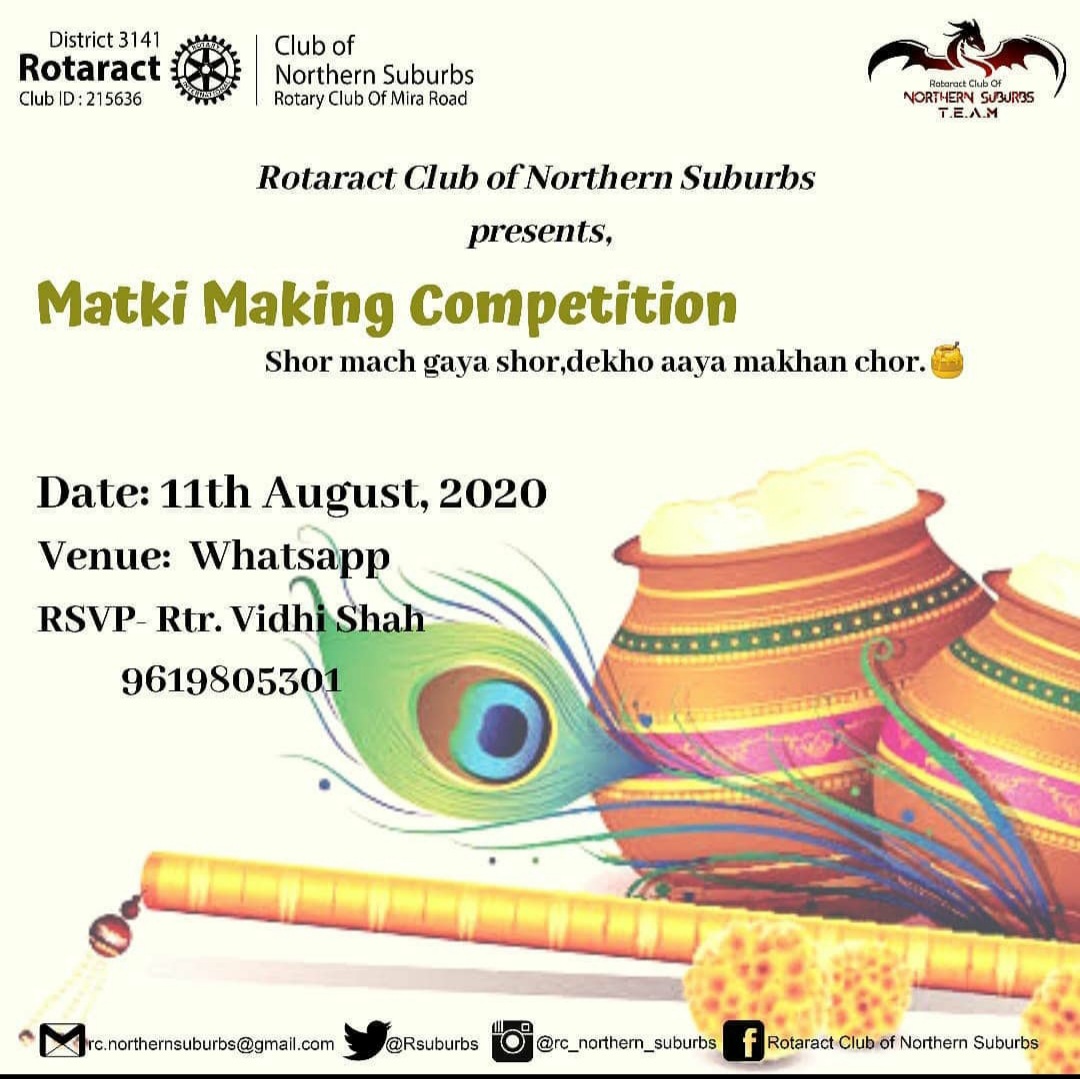 District 3141
Rotaract
Club ID : 215636
ROTARY
INTERNATIONAL
Club of
Northern Suburbs
Rotary Club Of Mira Road
Rotaract Club Of
NORTHERN SUBURBS
T.E.A.M
Rotaract Club of Northern Suburbs
presents,
Matki Making Competition
Shor mach gaya shor,dekho aaya makhan chor.
Date: 11th August, 2020
Venue: Whatsapp
RSVP- Rtr. Vidhi Shah
9619805301
rc.northernsuburbs@gmail.com
@Rsuburbs
@rc_northern_suburbs
Rotaract Club of Northern Suburbs